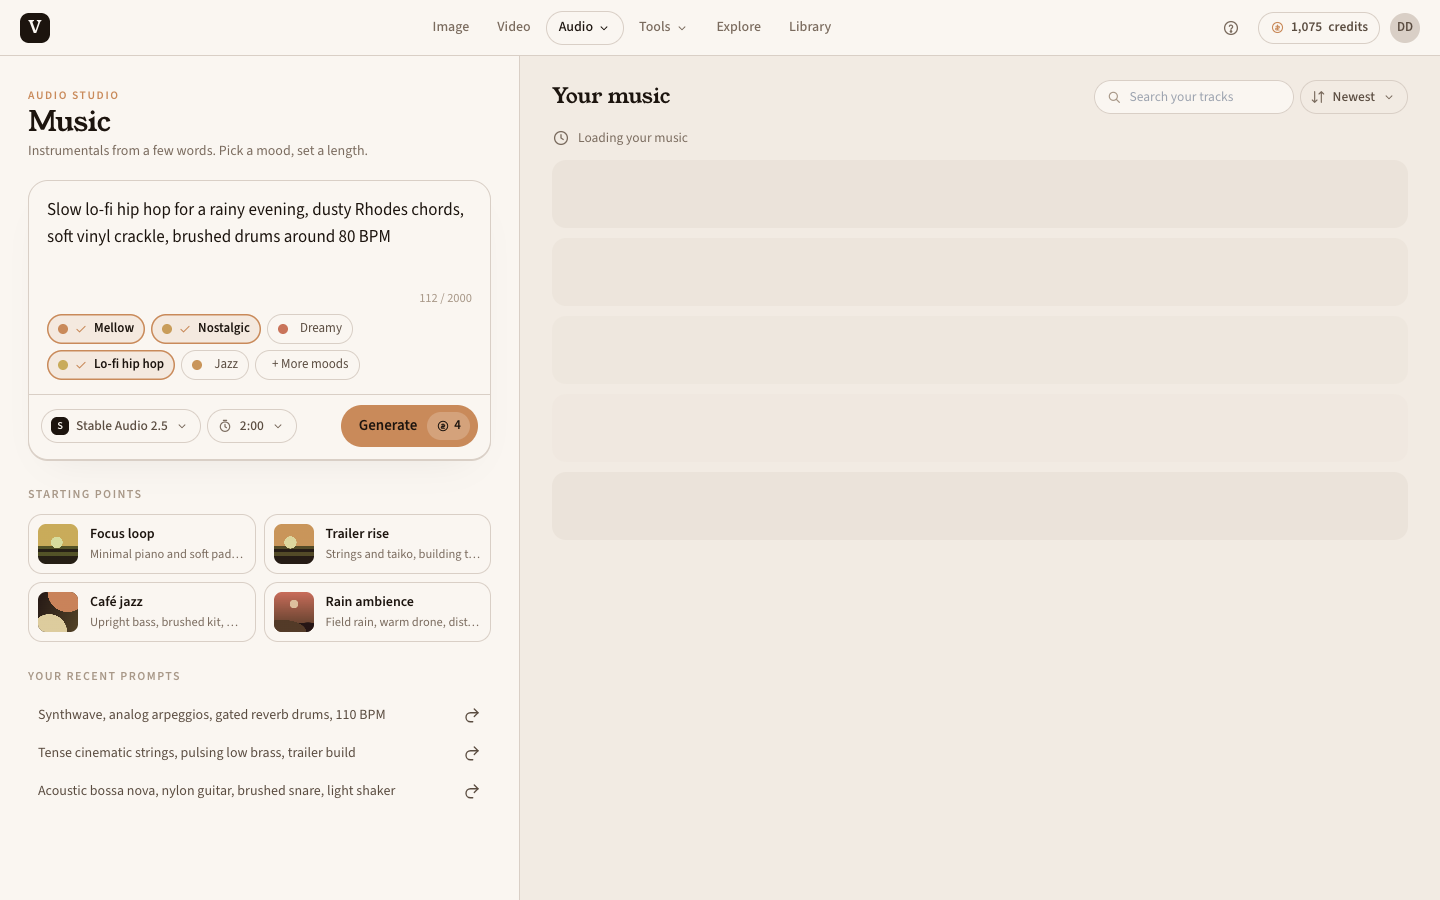 V
Image
Video
Audio
Tools
Explore
Library
1,075 credits
DD
AUDIO STUDIO
Music
Instrumentals from a few words. Pick a mood, set a length.
Slow lo-fi hip hop for a rainy evening, dusty Rhodes chords,
soft vinyl crackle, brushed drums around 80 BPM
112 / 2000
Mellow
Nostalgic
Dreamy
Lo-fi hip hop
Jazz
+ More moods
S
Stable Audio 2.5
2:00
Generate
4
STARTING POINTS
Focus loop
Minimal piano and soft pad…
Trailer rise
Strings and taiko, building t…
Café jazz
Upright bass, brushed kit, …
Rain ambience
Field rain, warm drone, dist…
YOUR RECENT PROMPTS
Synthwave, analog arpeggios, gated reverb drums, 110 BPM
Tense cinematic strings, pulsing low brass, trailer build
Acoustic bossa nova, nylon guitar, brushed snare, light shaker
Your music
Search your tracks
Newest
Loading your music